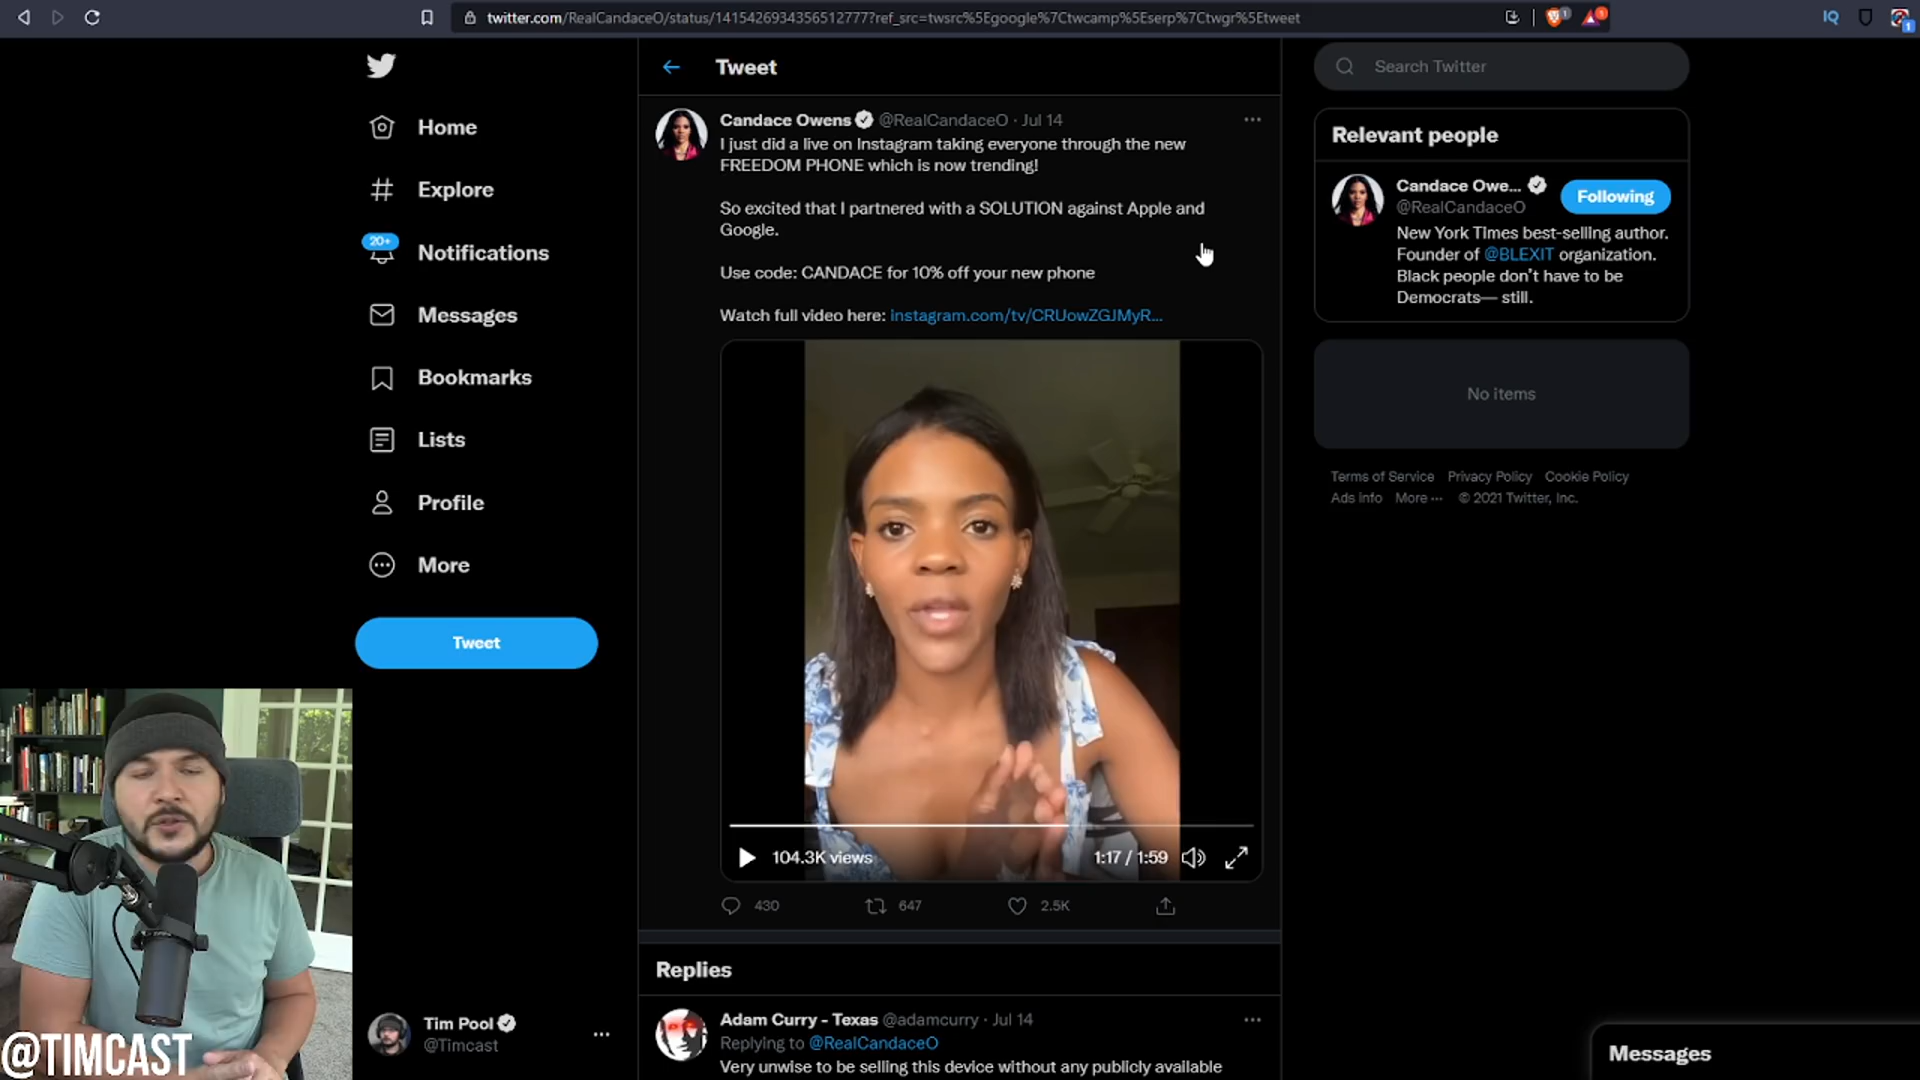 twitter.com/RealCandaceO/status/1415426934356512777?ref_src=twsrc%5Egoogle%7Ctwcamp%5Eserp%7Ctwgr%5Etweet
IQ
1
1
1
Home
Explore
20+
Notifications
Messages
Bookmarks
Lists
Profile
More
Tweet
Tim Pool
@Timcast
@TIMCAST
Tweet
Candace Owens @RealCandaceO · Jul 14
I just did a live on Instagram taking everyone through the new
FREEDOM PHONE which is now trending!
So excited that I partnered with a SOLUTION against Apple and
Google.
Use code: CANDACE for 10% off your new phone
Watch full video here: instagram.com/tv/CRUowZGJMyR...
104.3K views
1:17 / 1:59
430 647 2.5K
Replies
Adam Curry - Texas @adamcurry · Jul 14
Replying to @RealCandaceO
Very unwise to be selling this device without any publicly available
Search Twitter
Relevant people
Candace Owe...
@RealCandaceO
Following
New York TImes best-selling author.
Founder of @BLEXIT organization.
Black people don't have to be
Democrats— still.
No items
Terms of Service Privacy Policy Cookie Policy
Ads info More ··· © 2021 Twitter, Inc.
Messages